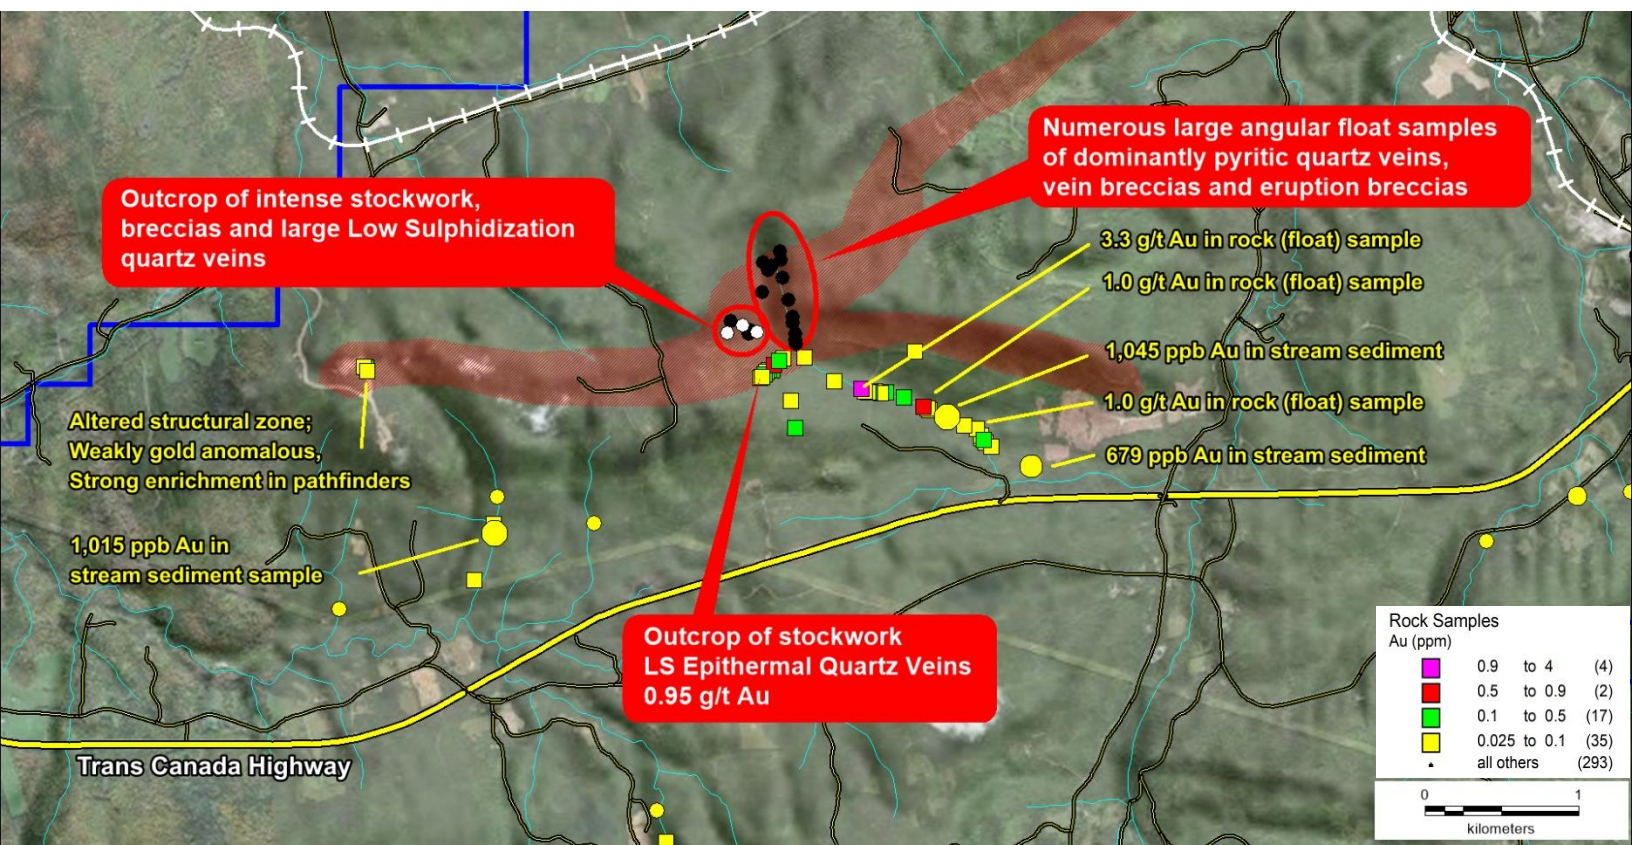 Numerous large angular float samples
of dominantly pyritic quartz veins,
vein breccias and eruption breccias
Outcrop of intense stockwork,
breccias and large Low Sulphidization
quartz veins
3.3 g/t Au in rock (float) sample
1.0 g/t Au in rock (float) sample
1,045 ppb Au in stream sediment
1.0 g/t Au in rock (float) sample
679 ppb Au in stream sediment
Altered structural zone;
Weakly gold anomalous,
Strong enrichment in pathfinders
1,015 ppb Au in
stream sediment sample
Outcrop of stockwork
LS Epithermal Quartz Veins
0.95 g/t Au
Trans Canada Highway
Rock Samples
Au (ppm)
0.9 to 4 (4)
0.5 to 0.9 (2)
0.1 to 0.5 (17)
0.025 to 0.1 (35)
all others (293)
0 1
kilometers